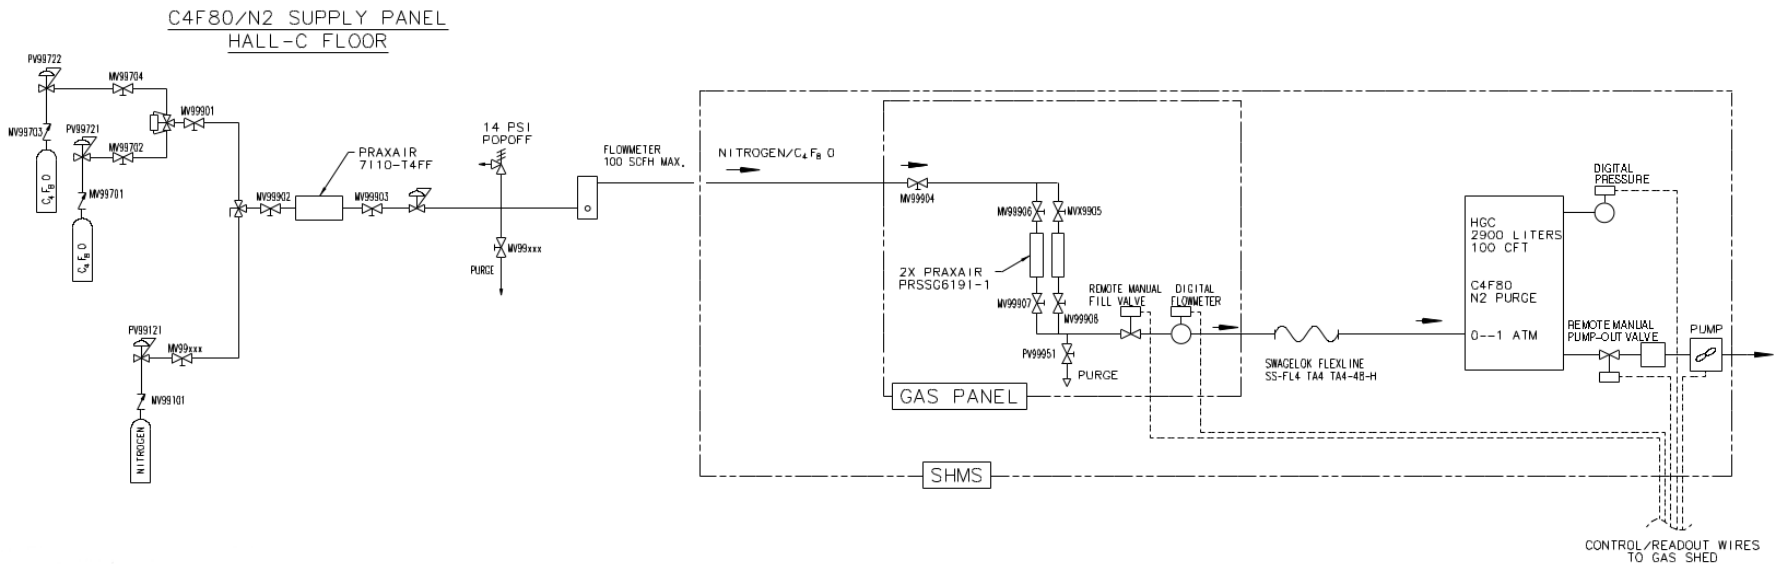 C4F80/N2 SUPPLY PANEL
HALL-C FLOOR
PV99722
MV99704
MV99901
MV99703
PV99721
MV99702
C4F8O
MV99701
C4F8O
PRAXAIR
7110-T4FF
MV99902
MV99903
14 PSI
POPOFF
MV99xxx
PURGE
FLOWMETER
100 SCFH MAX.
PV99121
MV99xxx
MV99101
NITROGEN
NITROGEN/C4F8O
MV99904
MV99906
MVX9905
2X PRAXAIR
PRSSG6191-1
MV99907
MV99908
REMOTE MANUAL
FILL VALVE
DIGITAL
FLOWMETER
PV99951
PURGE
GAS PANEL
SWAGELOK FLEXLINE
SS-FL4 TA4 TA4-48-H
DIGITAL
PRESSURE
HGC
2900 LITERS
100 CFT
C4F80
N2 PURGE
0--1 ATM
REMOTE MANUAL
PUMP-OUT VALVE
PUMP
SHMS
CONTROL/READOUT WIRES
TO GAS SHED